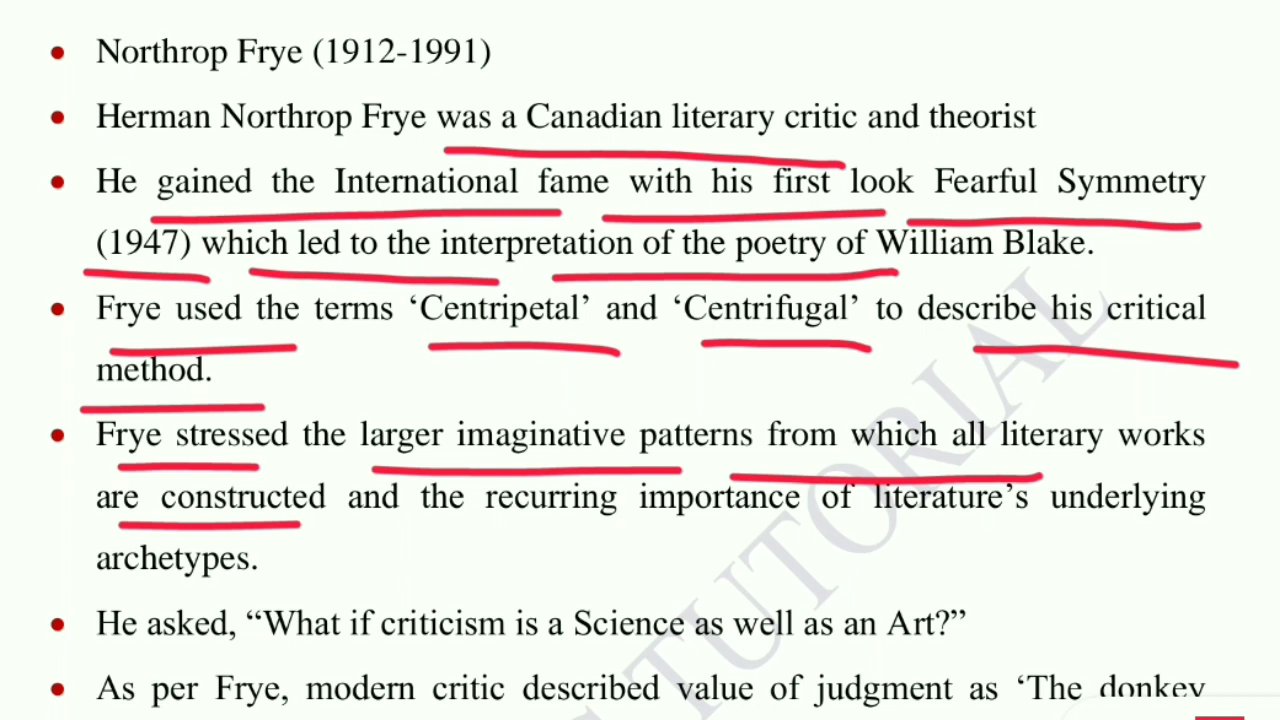 Northrop Frye (1912-1991)
Herman Northrop Frye was a Canadian literary critic and theorist
He gained the International fame with his first look Fearful Symmetry
(1947) which led to the interpretation of the poetry of William Blake.
Frye used the terms ‘Centripetal’ and ‘Centrifugal’ to describe his critical
method.
Frye stressed the larger imaginative patterns from which all literary works
are constructed and the recurring importance of literature’s underlying
archetypes.
He asked, “What if criticism is a Science as well as an Art?”
As per Frye, modern critic described value of judgment as ‘The donkey
TUTORIAL